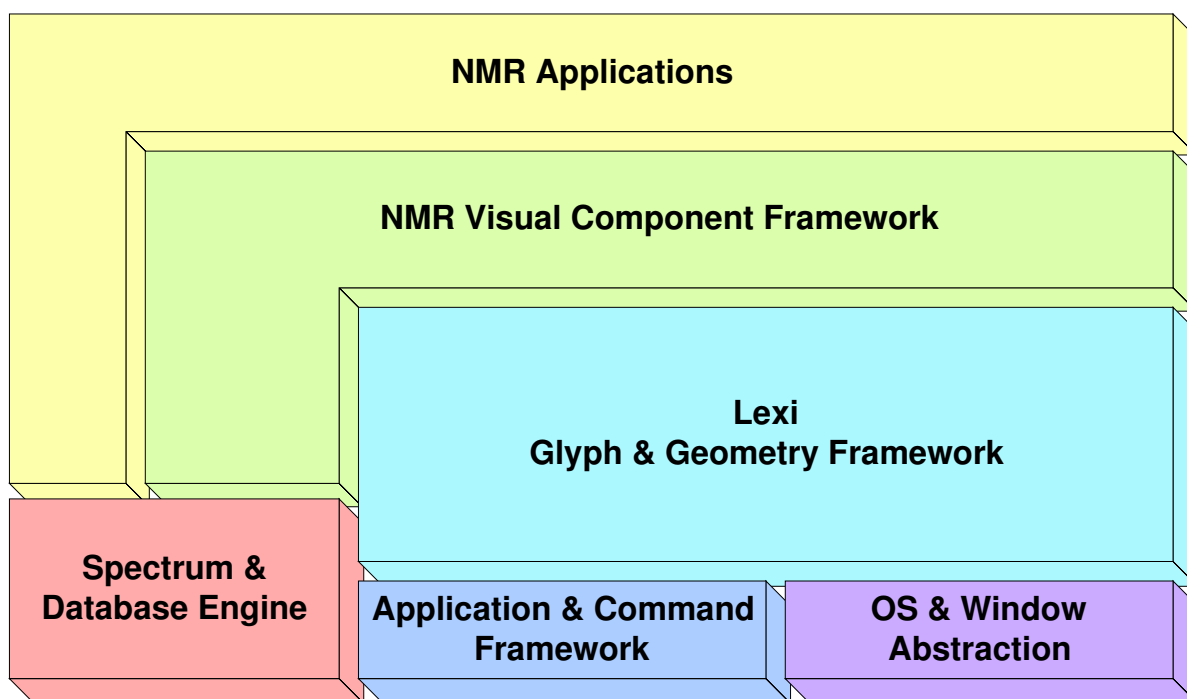 NMR Applications
NMR Visual Component Framework
Lexi
Glyph & Geometry Framework
Spectrum &
Database Engine
Application & Command
Framework
OS & Window
Abstraction